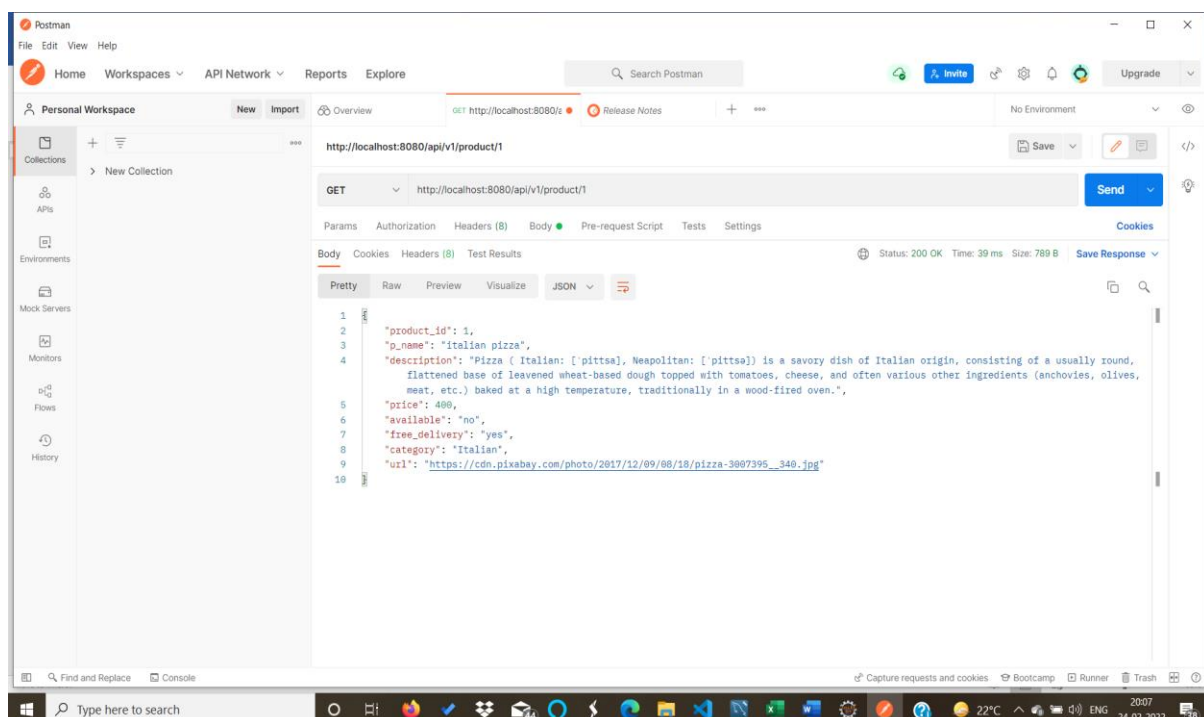 Postman
File Edit View Help
Home Workspaces API Network Reports Explore Search Postman Invite Upgrade
Personal Workspace New Import Overview GET http://localhost:8080/a Release Notes + ooo No Environment
Collections
APIs
Environments
Mock Servers
Monitors
Flows
History
New Collection
http://localhost:8080/api/v1/product/1 Save
GET http://localhost:8080/api/v1/product/1 Send
Params Authorization Headers (8) Body Pre-request Script Tests Settings Cookies
Body Cookies Headers (8) Test Results Status: 200 OK Time: 39 ms Size: 789 B Save Response
Pretty Raw Preview Visualize JSON
1 {
2 "product_id": 1,
3 "p_name": "italian pizza",
4 "description": "Pizza ( Italian: [ˈpittsa], Neapolitan: [ˈpittsə]) is a savory dish of Italian origin, consisting of a usually round,
flattened base of leavened wheat-based dough topped with tomatoes, cheese, and often various other ingredients (anchovies, olives,
meat, etc.) baked at a high temperature, traditionally in a wood-fired oven.",
5 "price": 400,
6 "available": "no",
7 "free_delivery": "yes",
8 "category": "Italian",
9 "url": "https://cdn.pixabay.com/photo/2017/12/09/08/18/pizza-3007395__340.jpg"
10 }
Find and Replace Console Capture requests and cookies Bootcamp Runner Trash
Type here to search 22°C ENG 20:07